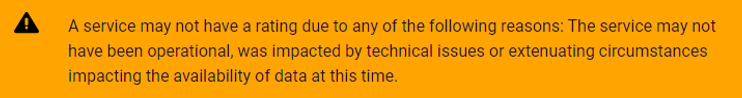 A service may not have a rating due to any of the following reasons: The service may not
have been operational, was impacted by technical issues or extenuating circumstances
impacting the availability of data at this time.